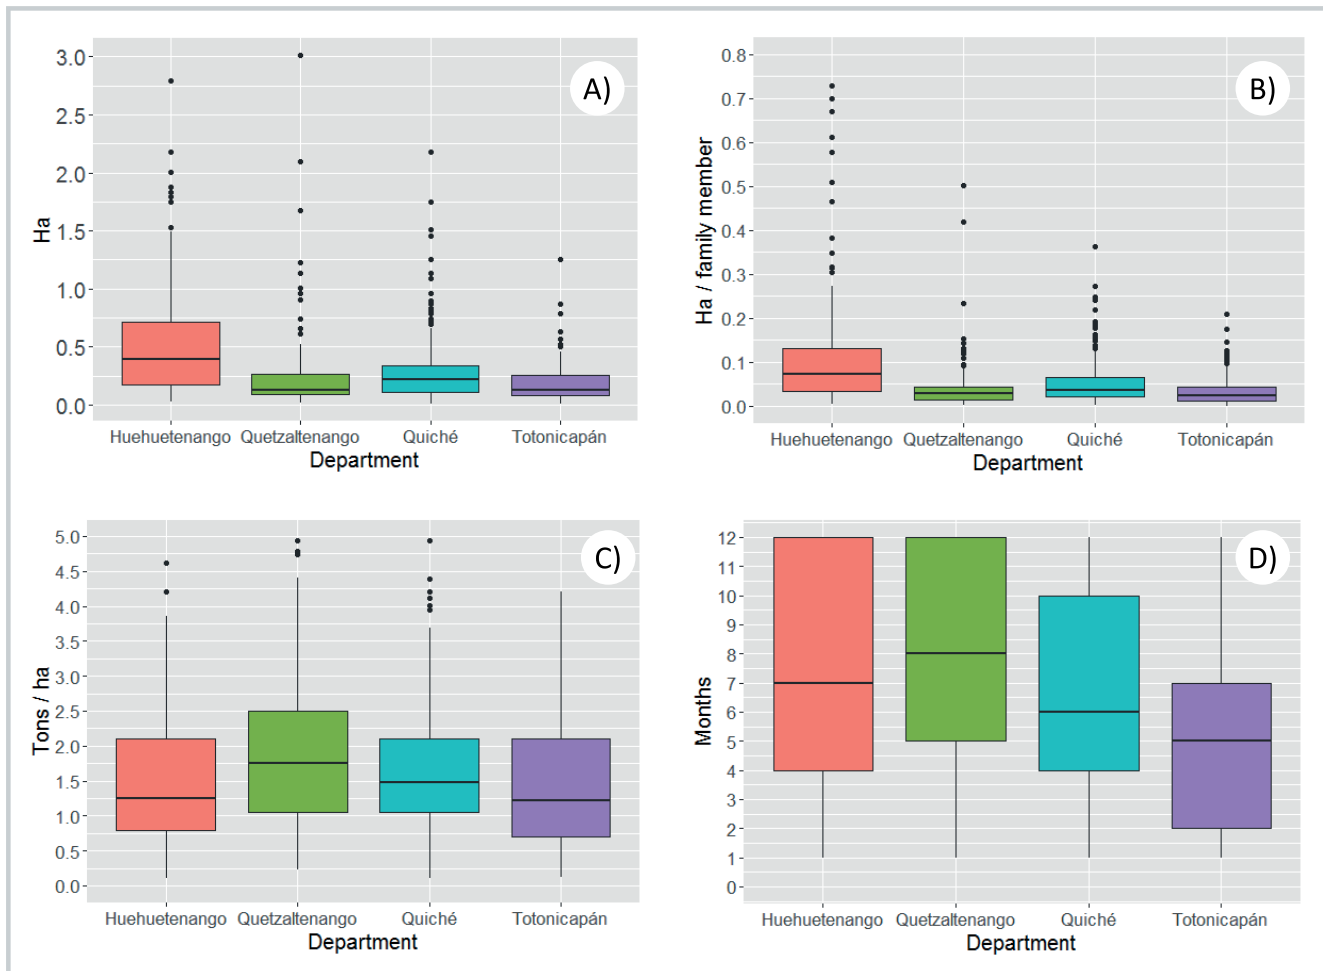 A)
3.0
2.5
2.0
1.5
1.0
0.5
0.0
Ha
Huehuetenango Quetzaltenango Quiché Totonicapán
Department
B)
0.8
0.7
0.6
0.5
0.4
0.3
0.2
0.1
0.0
Ha / family member
Huehuetenango Quetzaltenango Quiché Totonicapán
Department
C)
5.0
4.5
4.0
3.5
3.0
2.5
2.0
1.5
1.0
0.5
0.0
Tons / ha
Huehuetenango Quetzaltenango Quiché Totonicapán
Department
D)
12
11
10
9
8
7
6
5
4
3
2
1
0
Months
Huehuetenango Quetzaltenango Quiché Totonicapán
Department